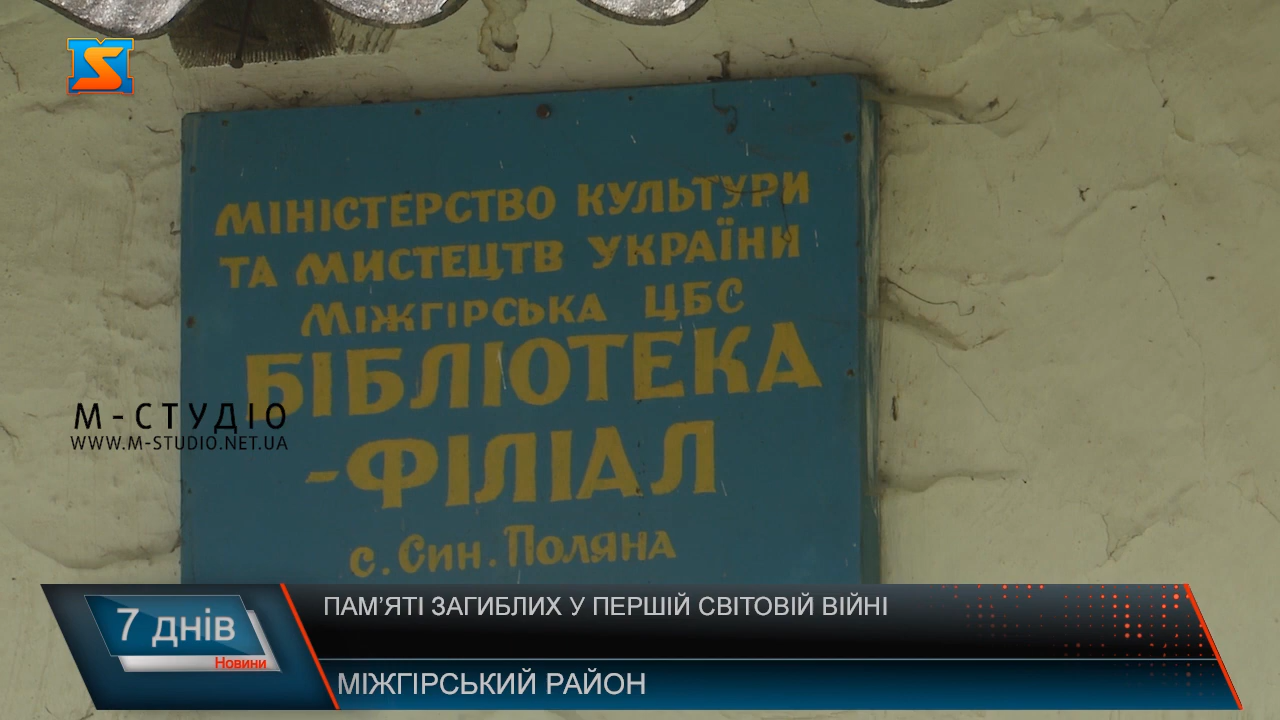 МІНІСТЕРСТВО КУЛЬТУРИ
ТА МИСТЕЦТВ УКРАЇНИ
МІЖГІРСЬКА ЦБС
БІБЛІОТЕКА
-ФІЛІАЛ
с. Син. Поляна
М-СТУДІО
WWW.M-STUDIO.NET.UA
7 днів
Новини
ПАМ’ЯТІ ЗАГИБЛИХ У ПЕРШІЙ СВІТОВІЙ ВІЙНІ
МІЖГІРСЬКИЙ РАЙОН